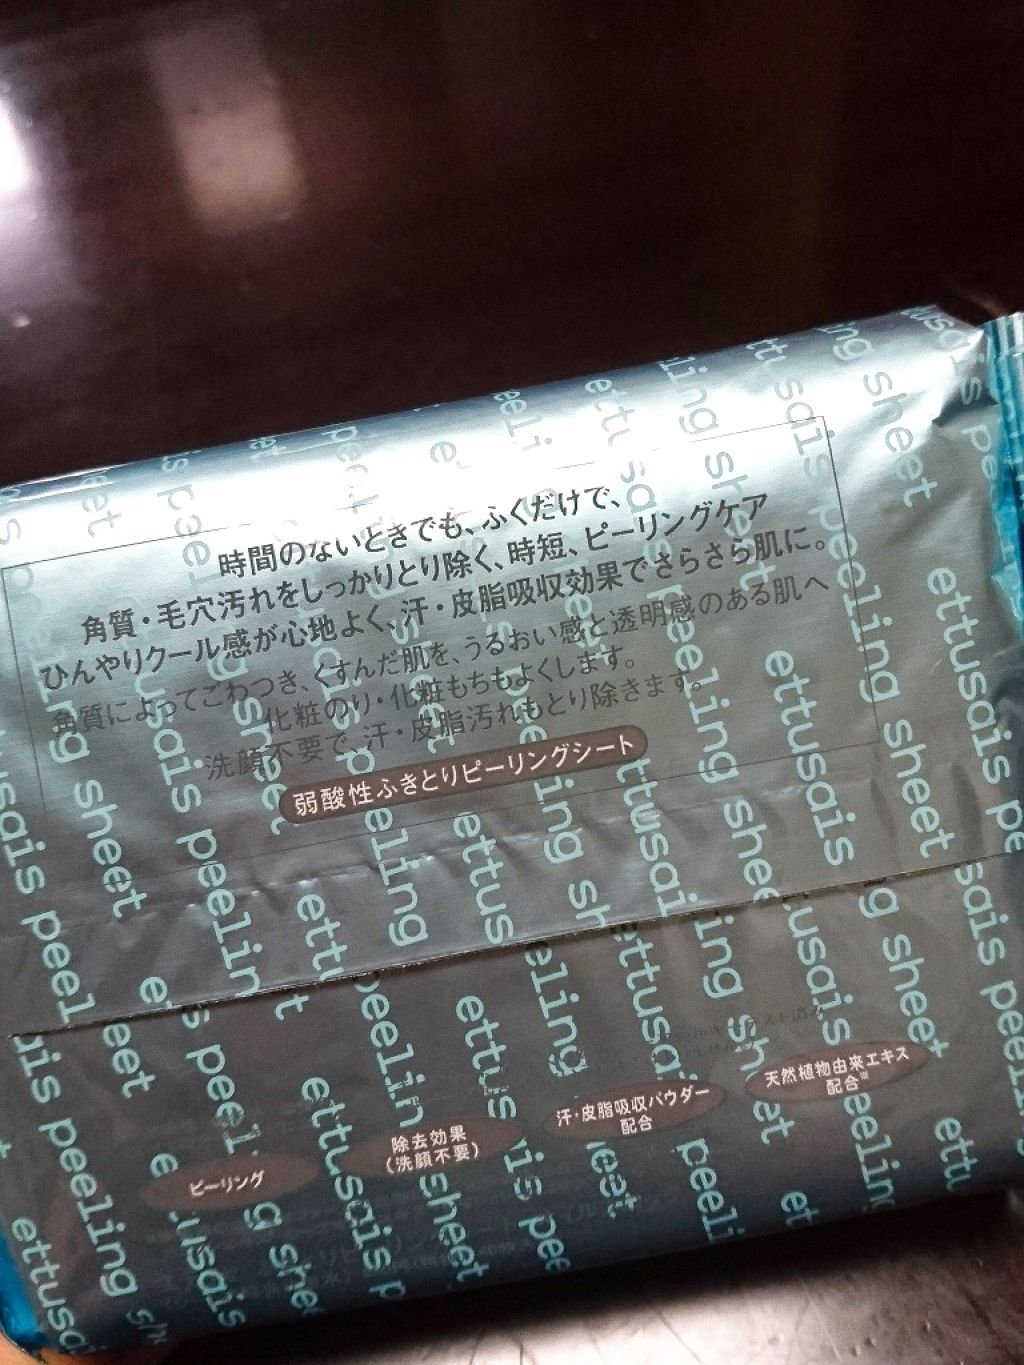 時間のないときでも、ふくだけで、
角質・毛穴汚れをしっかりとり除く、時短、ピーリングケア
ひんやりクール感が心地よく、汗・皮脂吸収効果でさらさら肌に。
角質によってごわつき、くすんだ肌を、うるおい感と透明感のある肌へ
化粧のり・化粧もちもよくします。
洗顔不要で、汗・皮脂汚れもとり除きます。
弱酸性ふきとりピーリングシート
ettusais peeling sheet
天然植物由来エキス
配合※
汗・皮脂吸収パウダー
配合
除去効果
(洗顔不要)
ピーリング